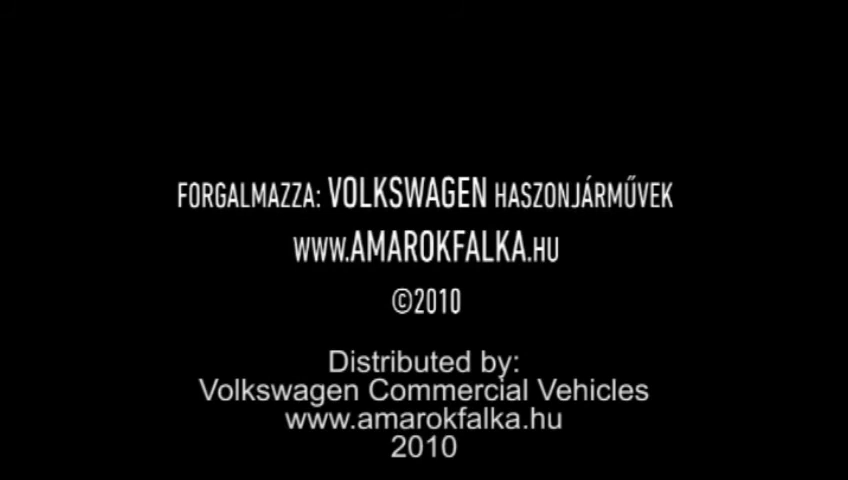 FORGALMAZZA: VOLKSWAGEN HASZONJÁRMŰVEK
WWW.AMAROKFALKA.HU
©2010
Distributed by:
Volkswagen Commercial Vehicles
www.amarokfalka.hu
2010